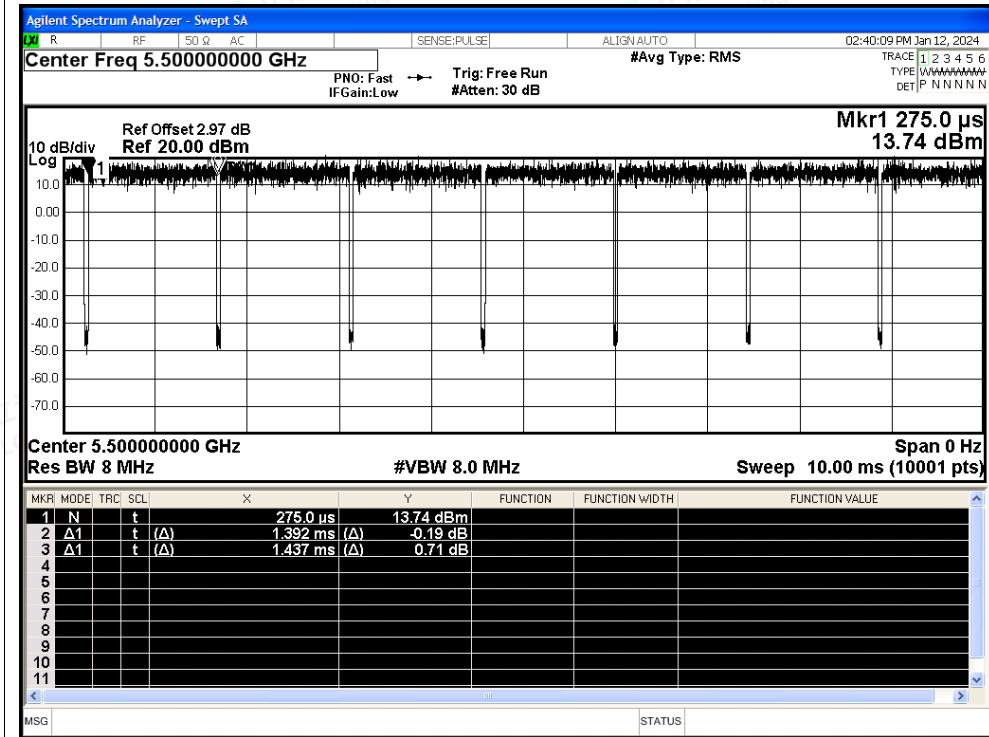 Agilent Spectrum Analyzer - Swept SA
LXI R RF 50 Ω AC SENSE:PULSE ALIGN AUTO 02:40:09 PM Jan 12, 2024
Center Freq 5.500000000 GHz #Avg Type: RMS TRACE 1 2 3 4 5 6
PNO: Fast Trig: Free Run TYPE WWWWWW
IFGain:Low #Atten: 30 dB DET P N N N N N
Mkr1 275.0 µs
Ref Offset 2.97 dB
10 dB/div Ref 20.00 dBm 13.74 dBm
Log
1
10.0
0.00
-10.0
-20.0
-30.0
-40.0
-50.0
-60.0
-70.0
Center 5.500000000 GHz Span 0 Hz
Res BW 8 MHz #VBW 8.0 MHz Sweep 10.00 ms (10001 pts)
MKR MODE TRC SCL X Y FUNCTION FUNCTION WIDTH FUNCTION VALUE
1 N t 275.0 µs 13.74 dBm
2 Δ1 t (Δ) 1.392 ms (Δ) -0.19 dB
3 Δ1 t (Δ) 1.437 ms (Δ) 0.71 dB
4
5
6
7
8
9
10
11
MSG STATUS